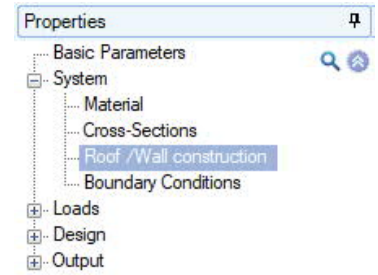 Properties
Basic Parameters
System
Material
Cross-Sections
Roof /Wall construction
Boundary Conditions
Loads
Design
Output